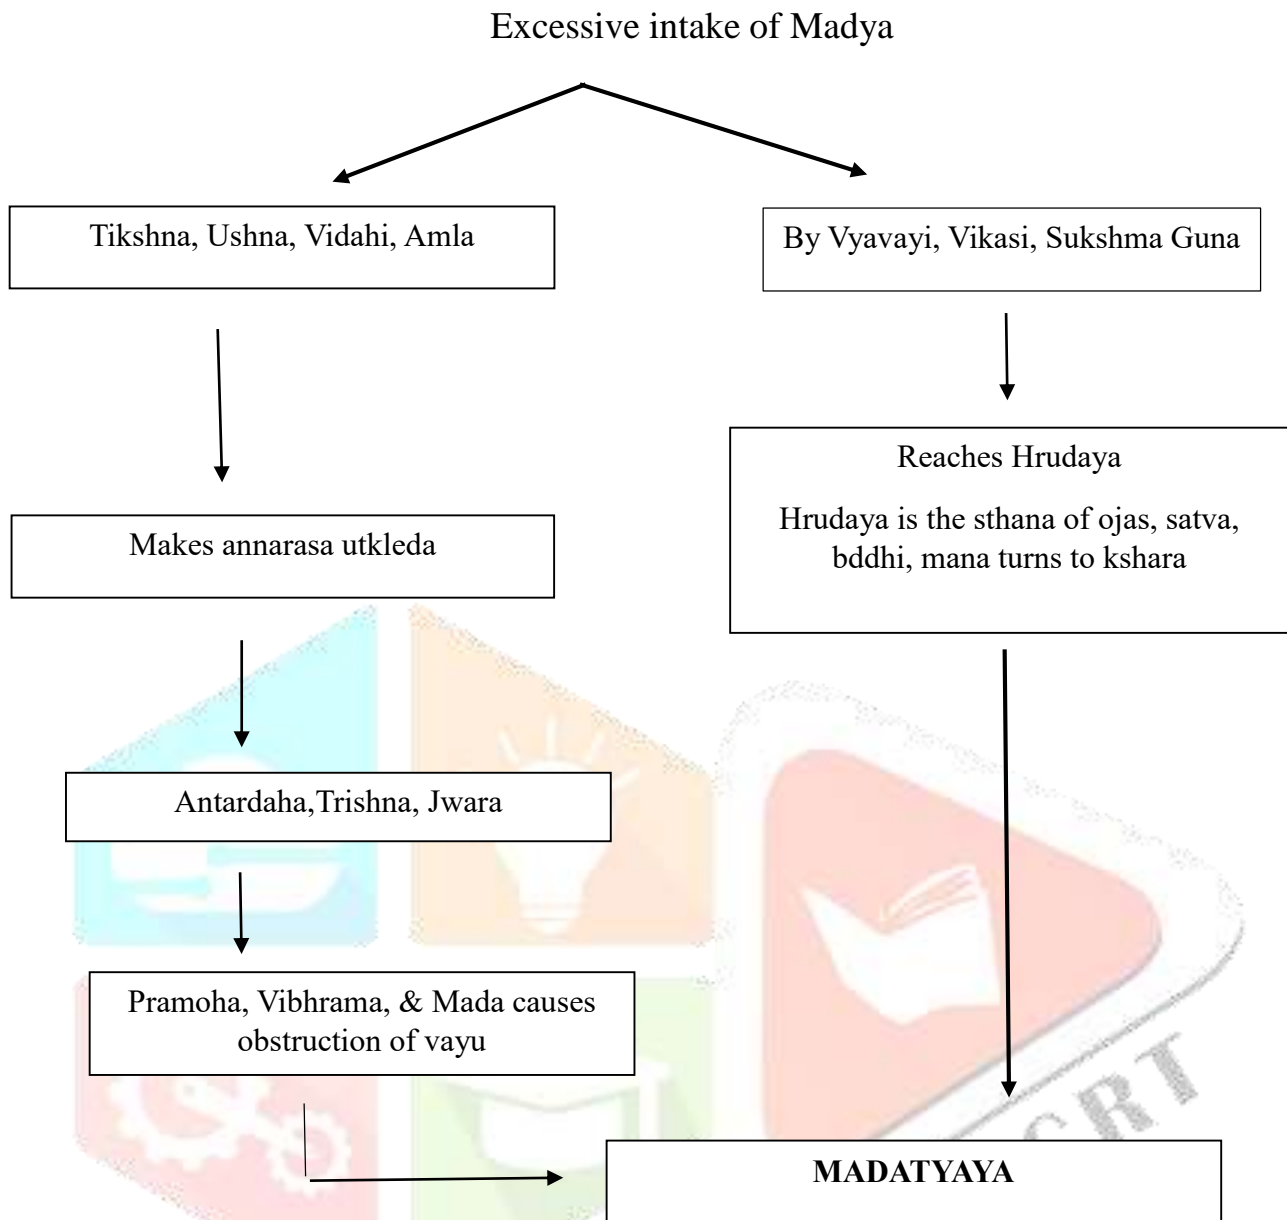 Excessive intake of Madya
Tikshna, Ushna, Vidahi, Amla
By Vyavayi, Vikasi, Sukshma Guna
Makes annarasa utkleda
Reaches Hrudaya
Hrudaya is the sthana of ojas, satva,
bddhi, mana turns to kshara
Antardaha,Trishna, Jwara
Pramoha, Vibhrama, & Mada causes
obstruction of vayu
MADATYAYA
CRT